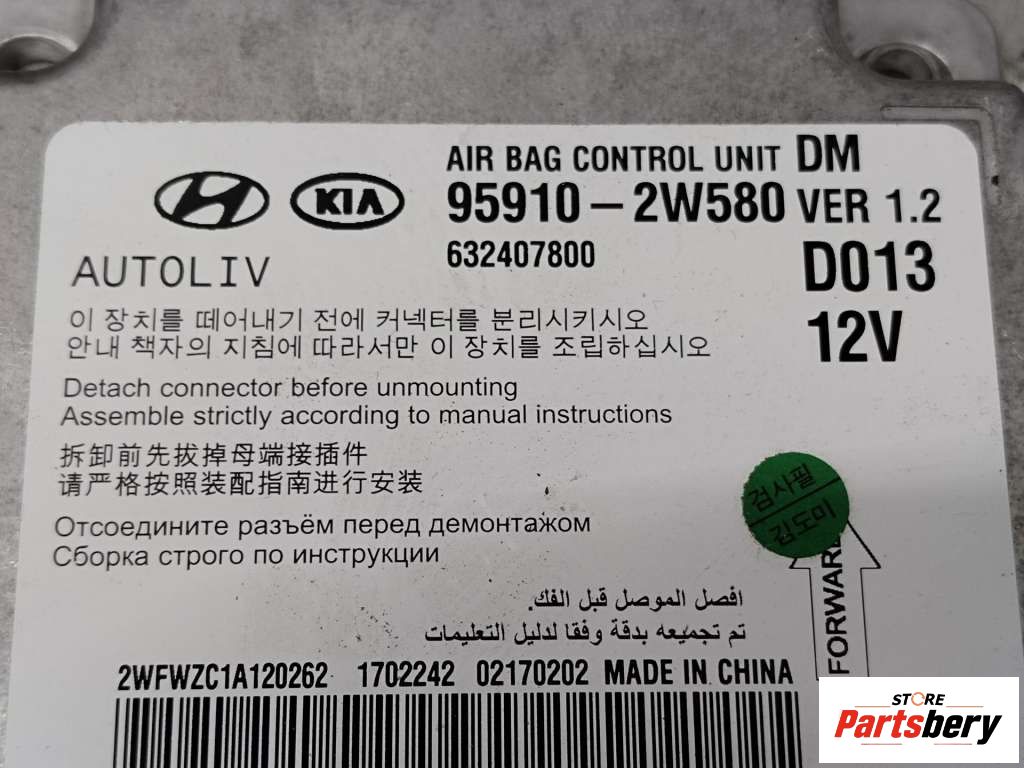 AIR BAG CONTROL UNIT DM
KIA 95910-2W580 VER 1.2
632407800 D013
AUTOLIV
12V
이 장치를 떼어내기 전에 커넥터를 분리시키시오
안내 책자의 지침에 따라서만 이 장치를 조립하십시오
Detach connector before unmounting
Assemble strictly according to manual instructions
拆卸前先拔掉母端接插件
请严格按照装配指南进行安装
검사필
김도미
Отсоедините разъём перед демонтажом
Сборка строго по инструкции
FORWARD
افصل الموصل قبل الفك.
تم تجميعه بدقة وفقا لدليل التعليمات
2WFWZC1A120262 1702242 02170202 MADE IN CHINA
STORE
Partsbery